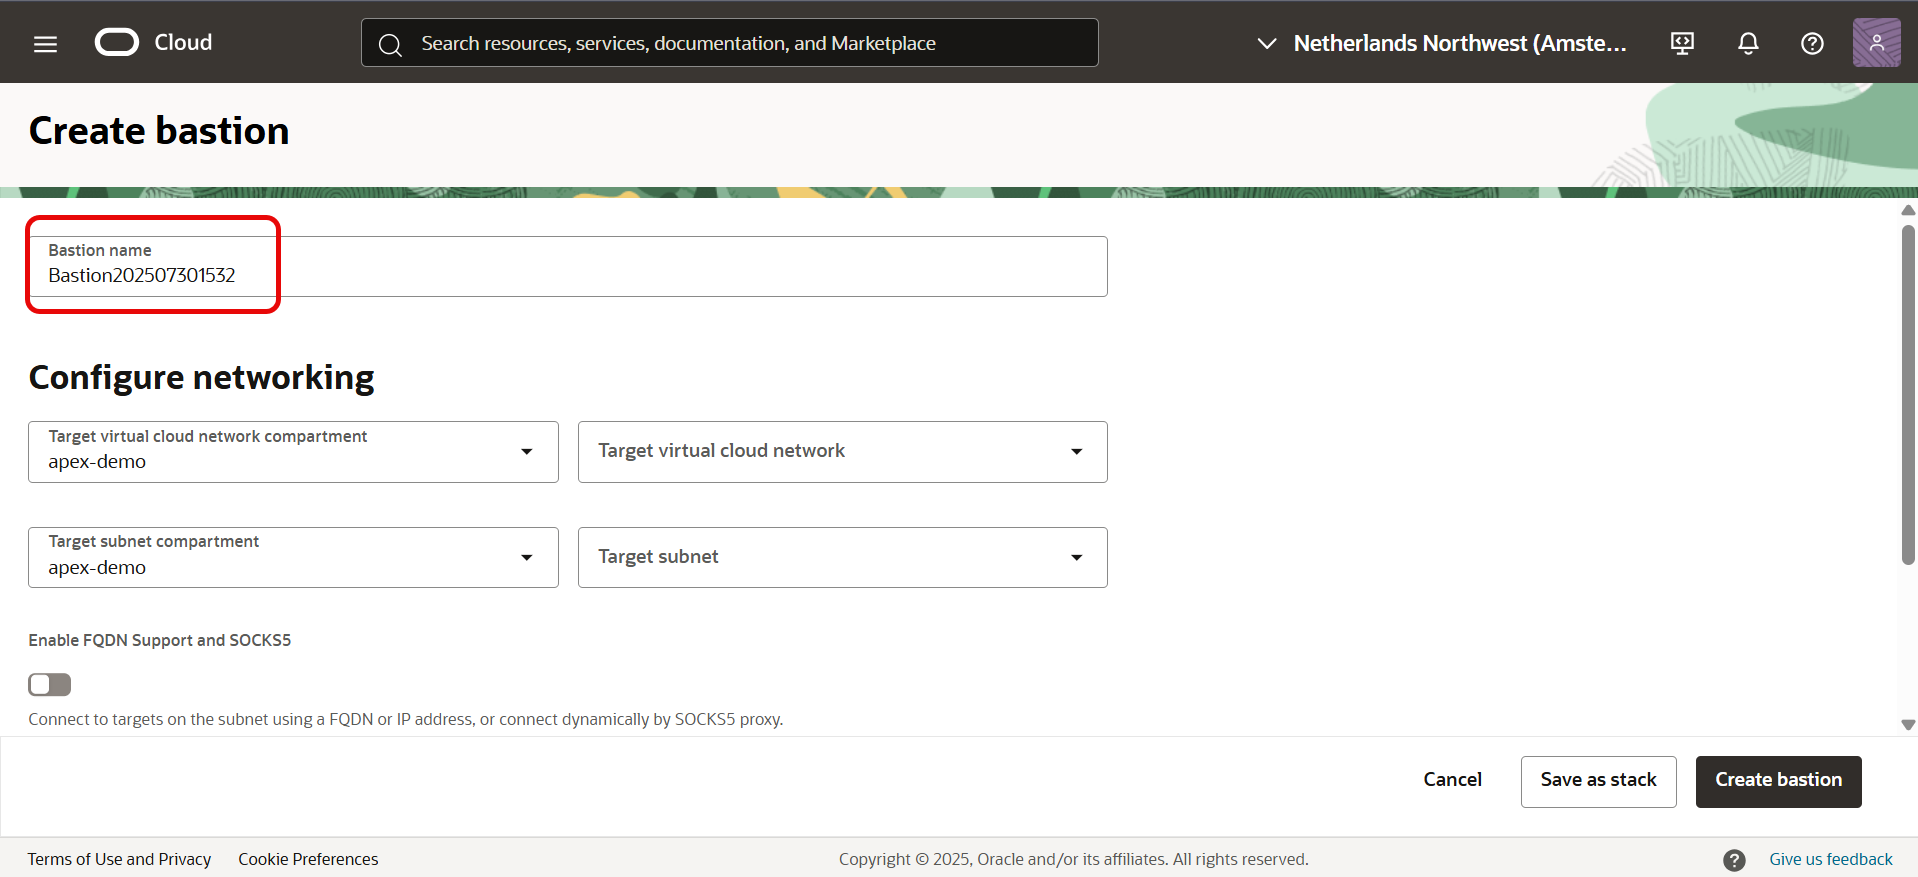 Cloud
Search resources, services, documentation, and Marketplace
Netherlands Northwest (Amste...
Create bastion
Bastion name
Bastion202507301532
Configure networking
Target virtual cloud network compartment
apex-demo
Target virtual cloud network
Target subnet compartment
apex-demo
Target subnet
Enable FQDN Support and SOCKS5
Connect to targets on the subnet using a FQDN or IP address, or connect dynamically by SOCKS5 proxy.
Cancel
Save as stack
Create bastion
Terms of Use and Privacy
Cookie Preferences
Copyright © 2025, Oracle and/or its affiliates. All rights reserved.
Give us feedback